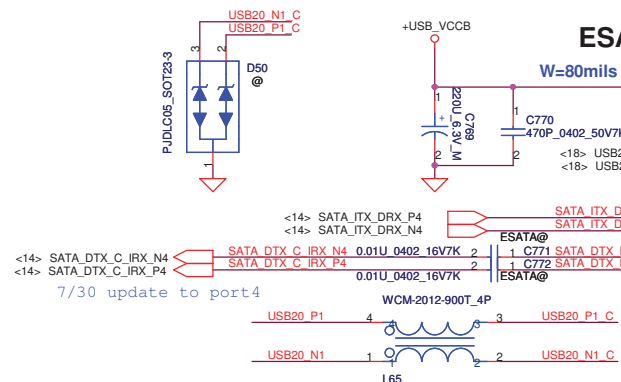 USB20_N1_C
USB20_P1_C
3
2
D50
@
PJDLC05_SOT23-3
1
+USB_VCCB
ESA
W=80mils
1
+
220U_6.3V_M
C769
2
1
C770
470P_0402_50V7K
2
<18> USB2
<18> USB2
<14> SATA_ITX_DRX_P4
SATA_ITX_D
<14> SATA_ITX_DRX_N4
SATA_ITX_D
ESATA@
<14> SATA_DTX_C_IRX_N4
SATA_DTX_C_IRX_N4
0.01U_0402_16V7K
2
1
C771
SATA_DTX_
<14> SATA_DTX_C_IRX_P4
SATA_DTX_C_IRX_P4
2
1
C772
SATA_DTX_
0.01U_0402_16V7K
ESATA@
7/30 update to port4
WCM-2012-900T_4P
USB20_P1
4
4
3
3
USB20_P1_C
USB20_N1
1
1
2
2
USB20_N1_C
L65